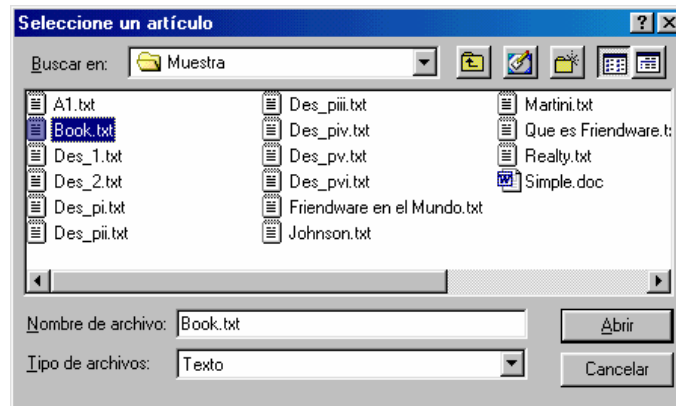 Seleccione un artículo
Buscar en: Muestra
A1.txt
Book.txt
Des_1.txt
Des_2.txt
Des_pi.txt
Des_pii.txt
Des_piii.txt
Des_piv.txt
Des_pv.txt
Des_pvi.txt
Friendware en el Mundo.txt
Johnson.txt
Martini.txt
Que es Friendware.t
Realty.txt
Simple.doc
Nombre de archivo: Book.txt
Abrir
Tipo de archivos: Texto
Cancelar